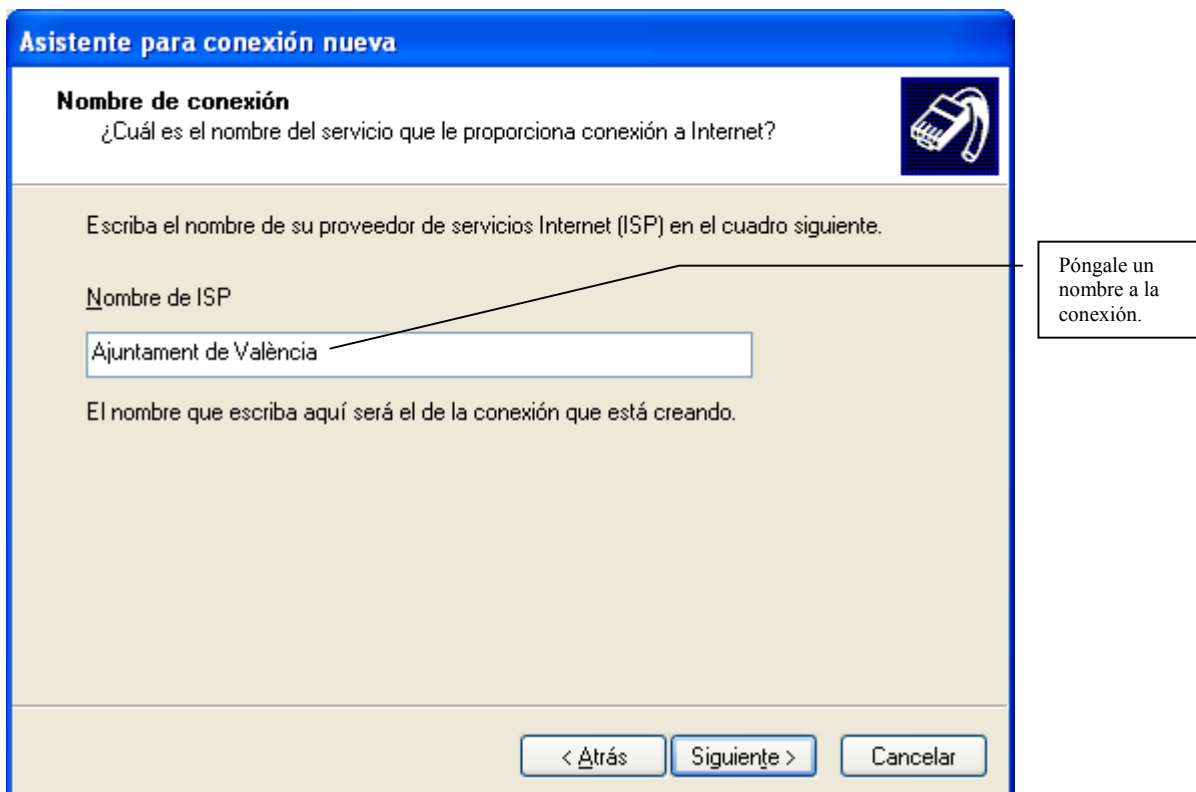 Asistente para conexión nueva
Nombre de conexión
¿Cuál es el nombre del servicio que le proporciona conexión a Internet?
Escriba el nombre de su proveedor de servicios Internet (ISP) en el cuadro siguiente.
Nombre de ISP
Ajuntament de València
El nombre que escriba aquí será el de la conexión que está creando.
< Atrás
Siguiente >
Cancelar
Póngale un
nombre a la
conexión.